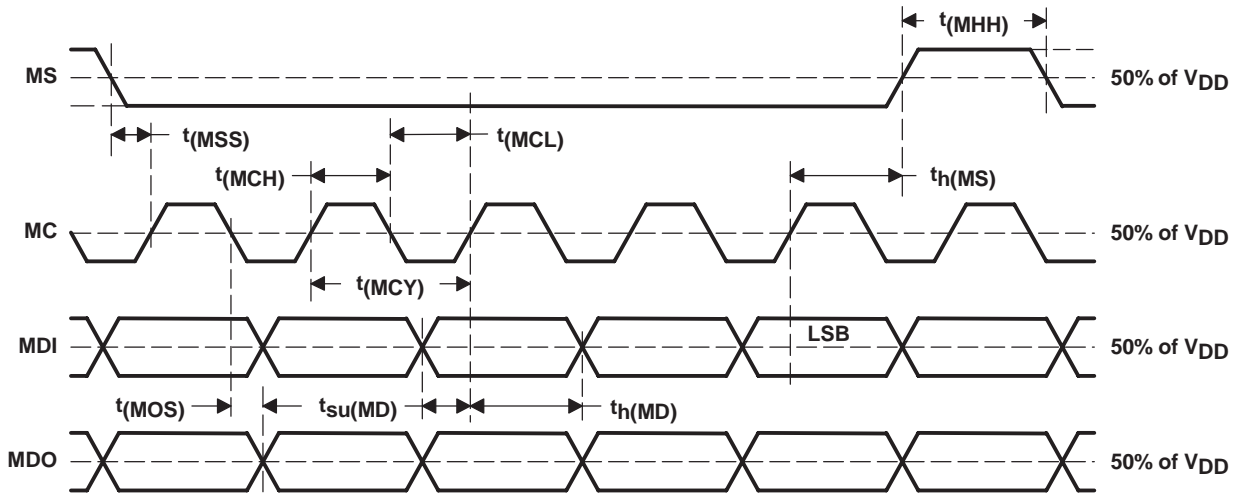 t(MHH)
MS
50% of VDD
t(MSS)
t(MCL)
t(MCH)
th(MS)
MC
50% of VDD
t(MCY)
LSB
MDI
50% of VDD
t(MOS)
tsu(MD)
th(MD)
MDO
50% of VDD